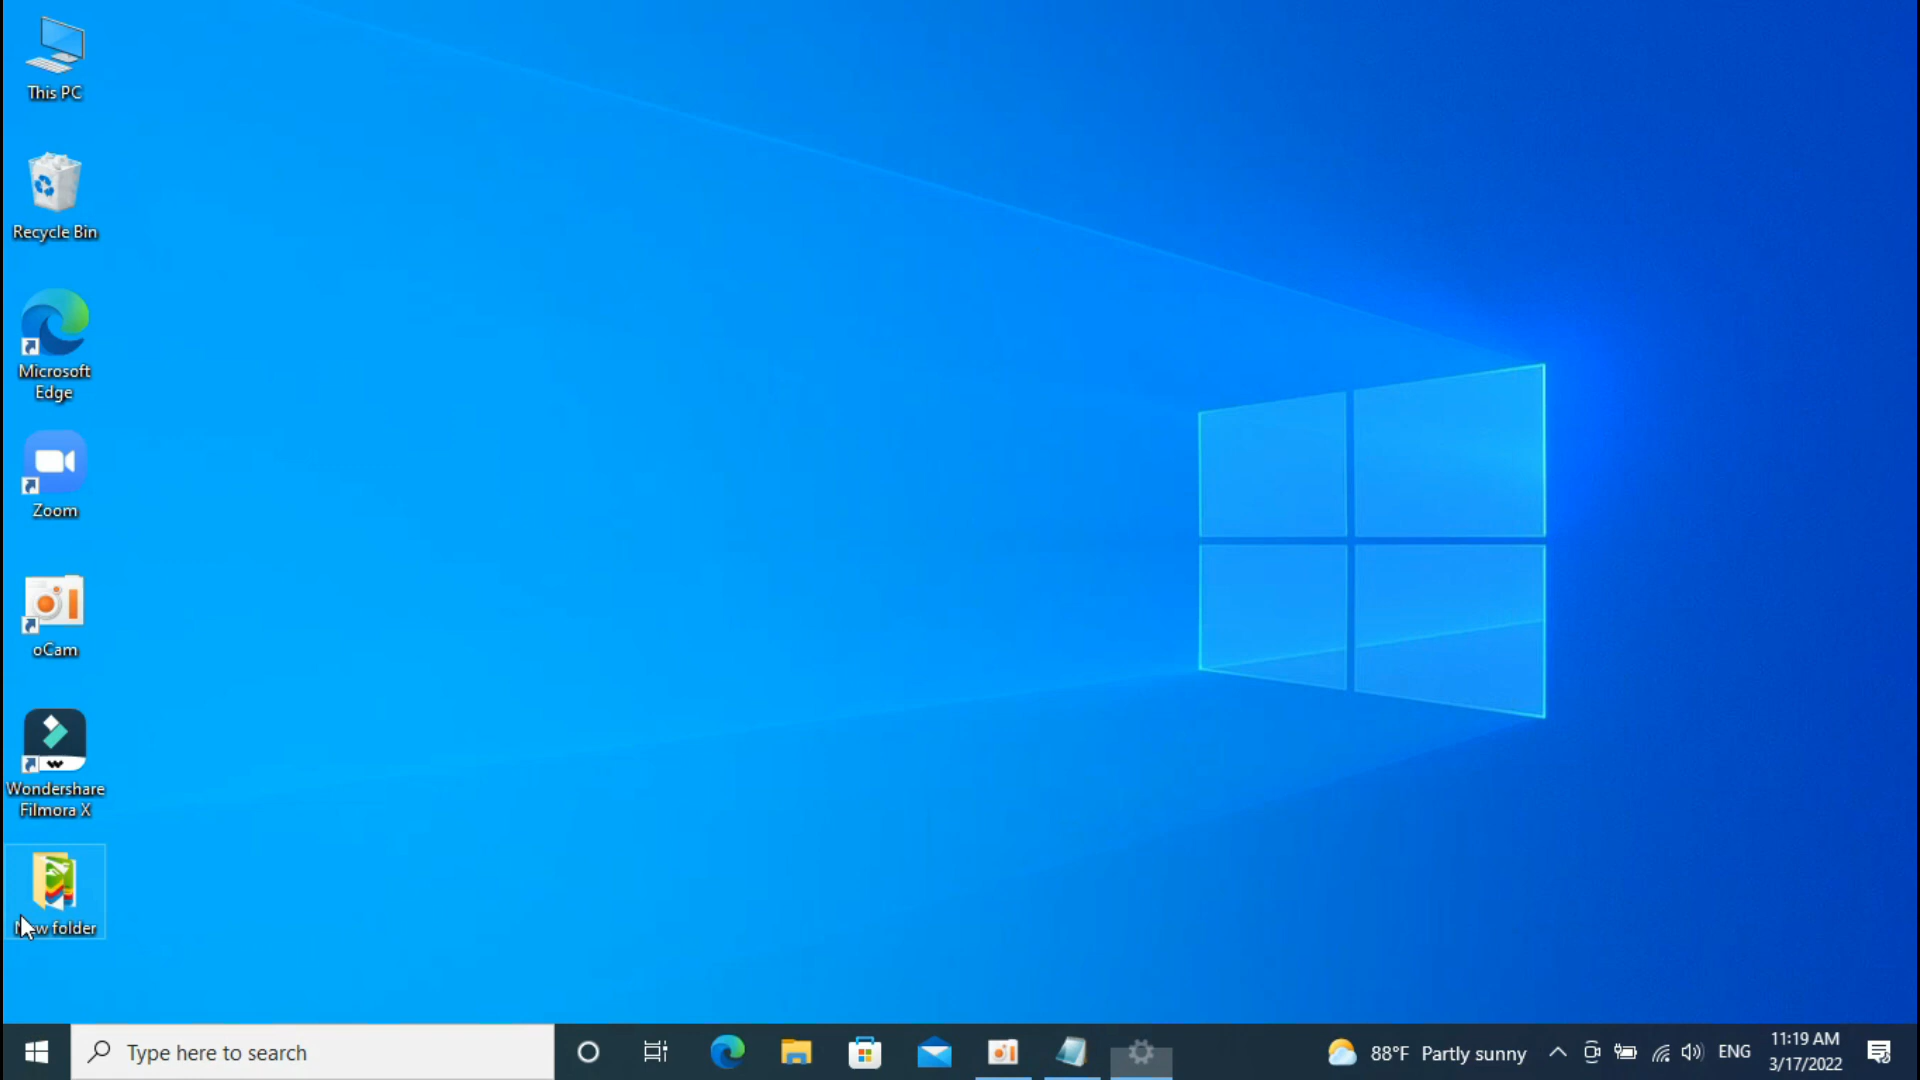 This PC
Recycle Bin
Microsoft
Edge
Zoom
oCam
Wondershare
Filmora X
New folder
Type here to search
88°F Partly sunny
ENG
11:19 AM
3/17/2022